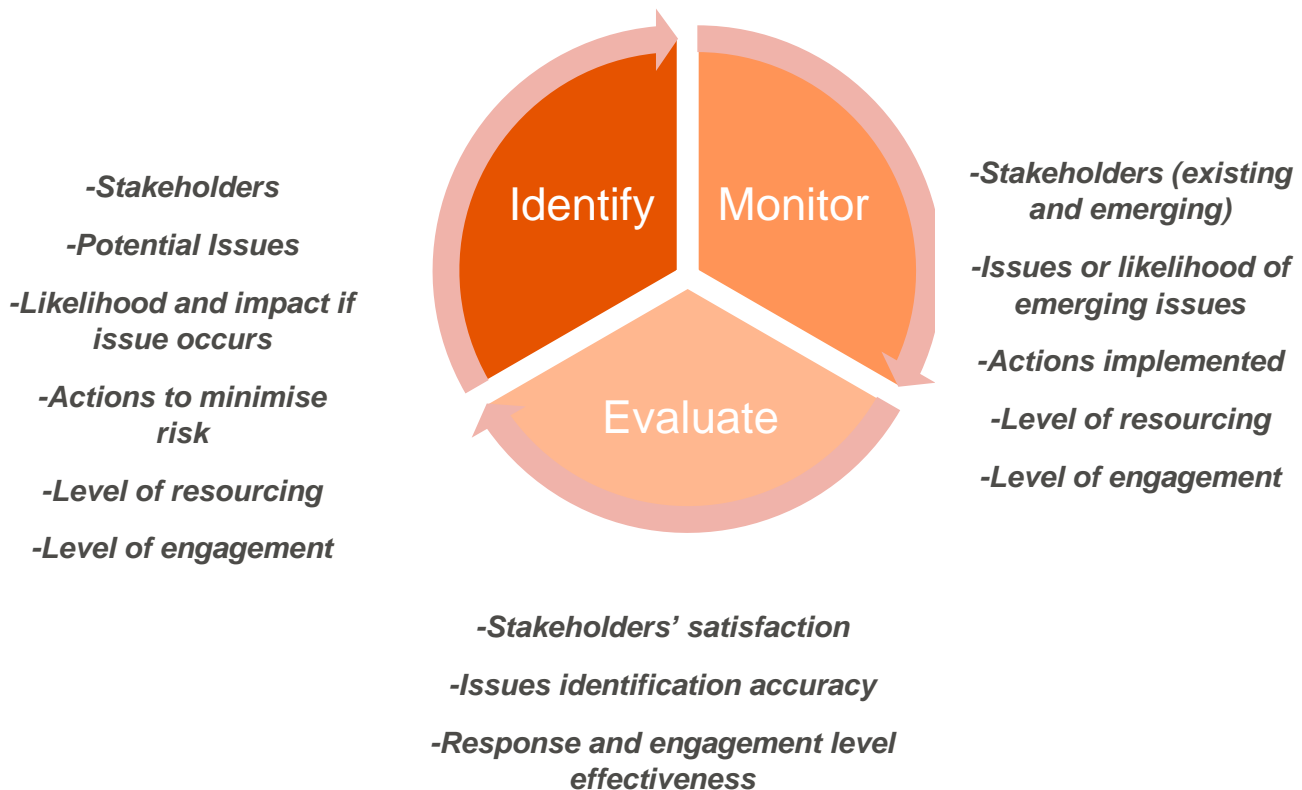 Identify
Monitor
Evaluate
-Stakeholders
-Potential Issues
-Likelihood and impact if
issue occurs
-Actions to minimise
risk
-Level of resourcing
-Level of engagement
-Stakeholders (existing
and emerging)
-Issues or likelihood of
emerging issues
-Actions implemented
-Level of resourcing
-Level of engagement
-Stakeholders’ satisfaction
-Issues identification accuracy
-Response and engagement level
effectiveness